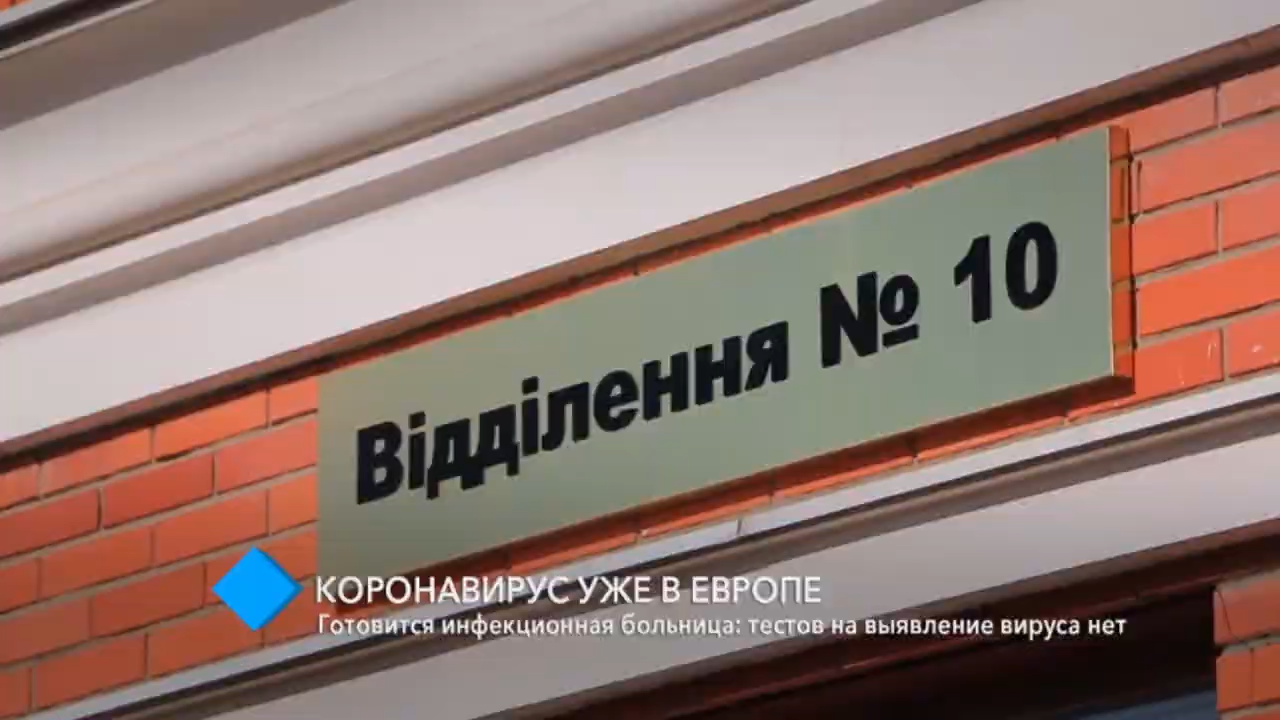 Відділення № 10
КОРОНАВИРУС УЖЕ В ЕВРОПЕ
Готовится инфекционная больница: тестов на выявление вируса нет